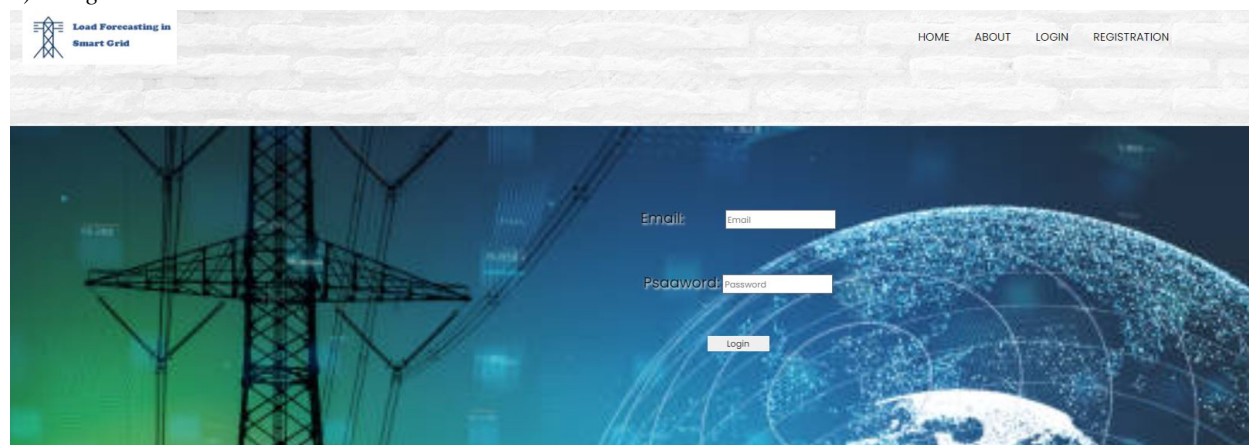 Load Forecasting in
Smart Grid
HOME ABOUT LOGIN REGISTRATION
Email: Email
Psaaword: Password
Login